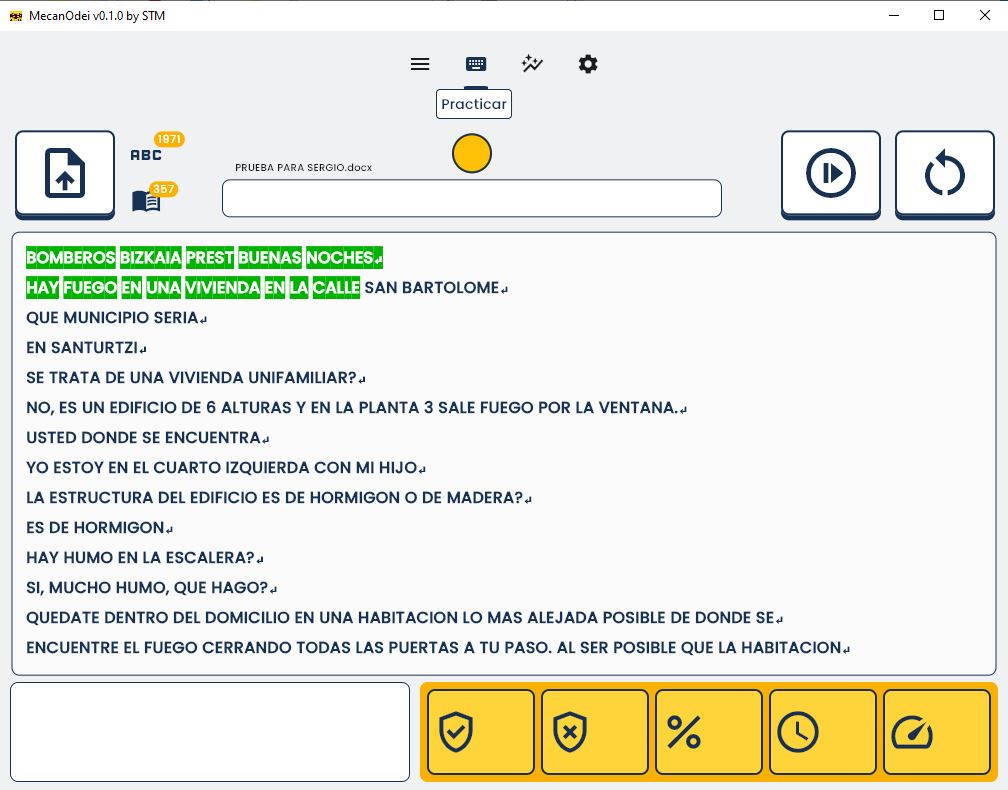 MecanOdei v0.1.0 by STM
Practicar
1971
ABC
357
PRUEBA PARA SERGIO.docx
BOMBEROS BIZKAIA PREST BUENAS NOCHES↵
HAY FUEGO EN UNA VIVIENDA EN LA CALLE SAN BARTOLOME↵
QUE MUNICIPIO SERIA↵
EN SANTURTZI↵
SE TRATA DE UNA VIVIENDA UNIFAMILIAR?↵
NO, ES UN EDIFICIO DE 6 ALTURAS Y EN LA PLANTA 3 SALE FUEGO POR LA VENTANA.↵
USTED DONDE SE ENCUENTRA↵
YO ESTOY EN EL CUARTO IZQUIERDA CON MI HIJO↵
LA ESTRUCTURA DEL EDIFICIO ES DE HORMIGON O DE MADERA?↵
ES DE HORMIGON↵
HAY HUMO EN LA ESCALERA?↵
SI, MUCHO HUMO, QUE HAGO?↵
QUEDATE DENTRO DEL DOMICILIO EN UNA HABITACION LO MAS ALEJADA POSIBLE DE DONDE SE↵
ENCUENTRE EL FUEGO CERRANDO TODAS LAS PUERTAS A TU PASO. AL SER POSIBLE QUE LA HABITACION↵